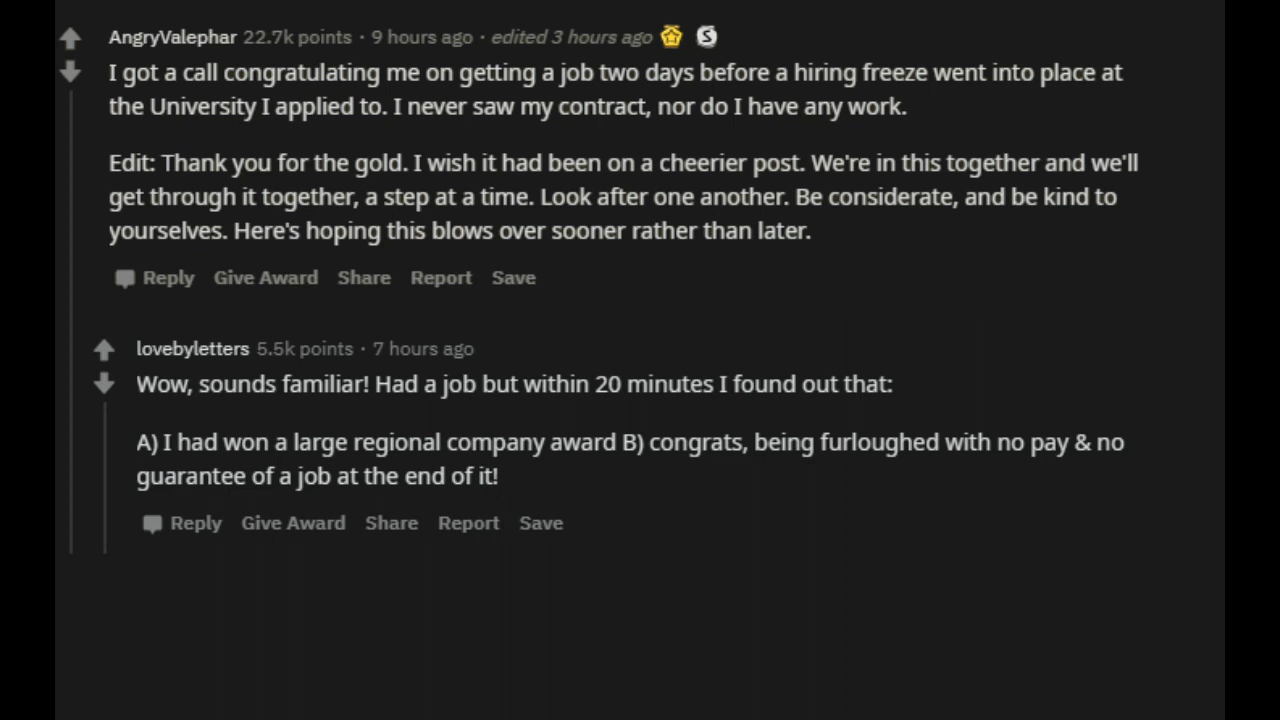 AngryValephar 22.7k points · 9 hours ago · edited 3 hours ago S
I got a call congratulating me on getting a job two days before a hiring freeze went into place at
the University I applied to. I never saw my contract, nor do I have any work.
Edit: Thank you for the gold. I wish it had been on a cheerier post. We're in this together and we'll
get through it together, a step at a time. Look after one another. Be considerate, and be kind to
yourselves. Here's hoping this blows over sooner rather than later.
Reply Give Award Share Report Save
lovebyletters 5.5k points · 7 hours ago
Wow, sounds familiar! Had a job but within 20 minutes I found out that:
A) I had won a large regional company award B) congrats, being furloughed with no pay & no
guarantee of a job at the end of it!
Reply Give Award Share Report Save